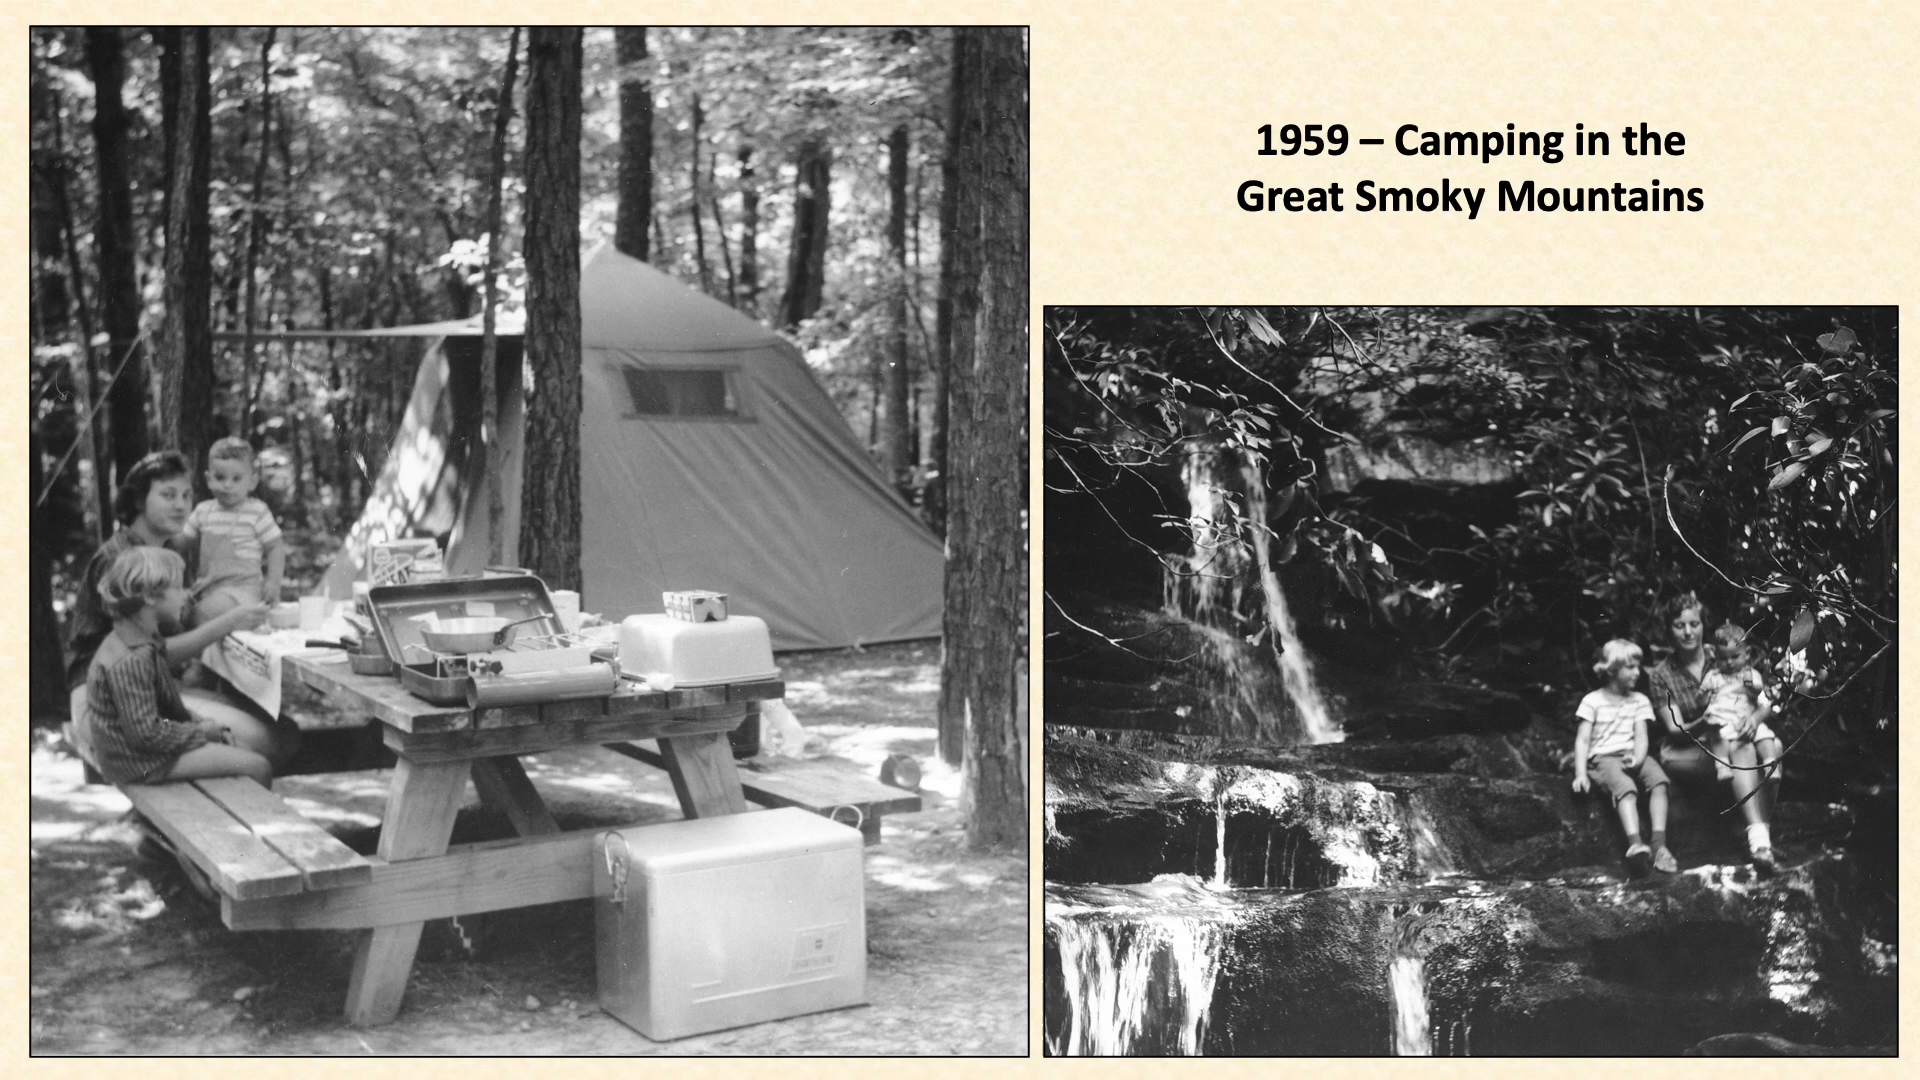 1959 – Camping in the
Great Smoky Mountains